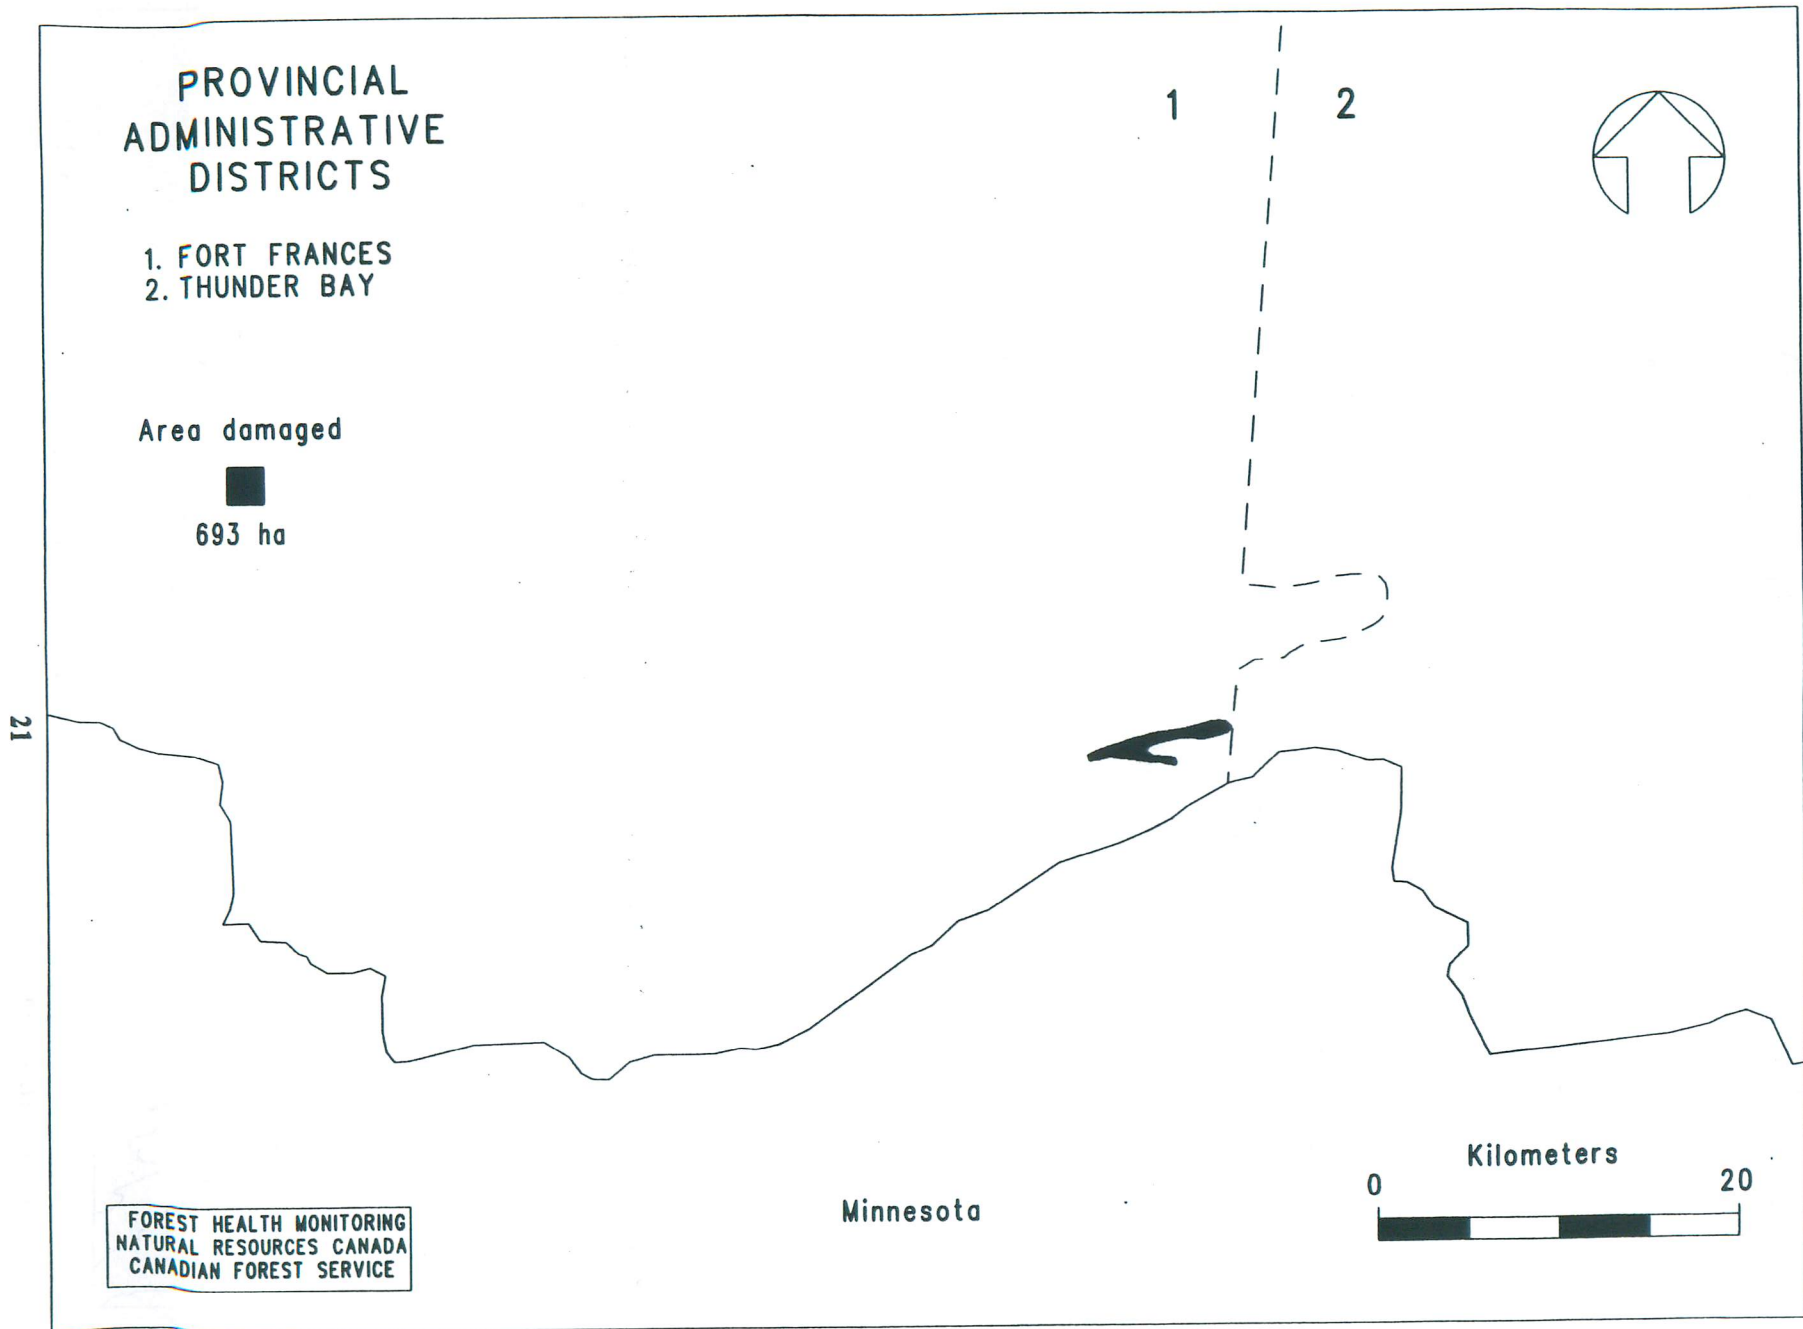 PROVINCIAL
ADMINISTRATIVE
DISTRICTS
1. FORT FRANCES
2. THUNDER BAY
Area damaged
693 ha
1
2
21
Minnesota
Kilometers
0 20
FOREST HEALTH MONITORING
NATURAL RESOURCES CANADA
CANADIAN FOREST SERVICE